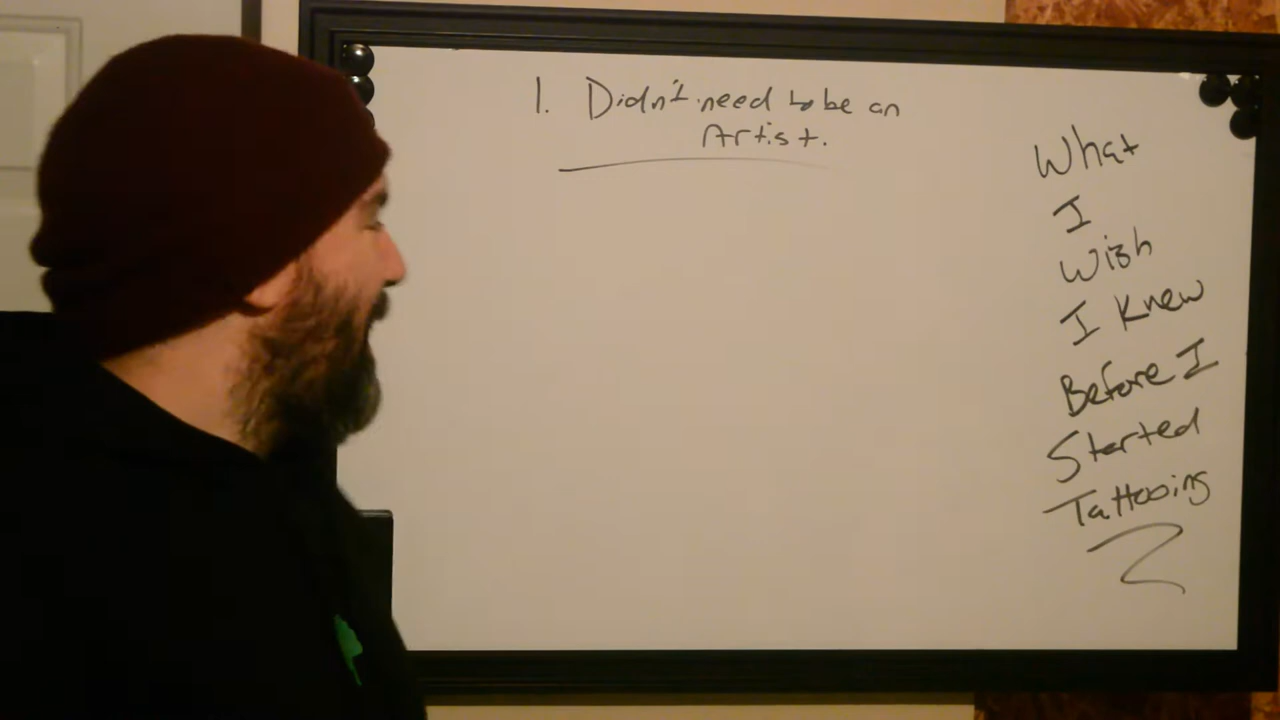 1. Didn't need to be an
Artist.
What
I
Wish
I Knew
Before I
Started
Tattooing